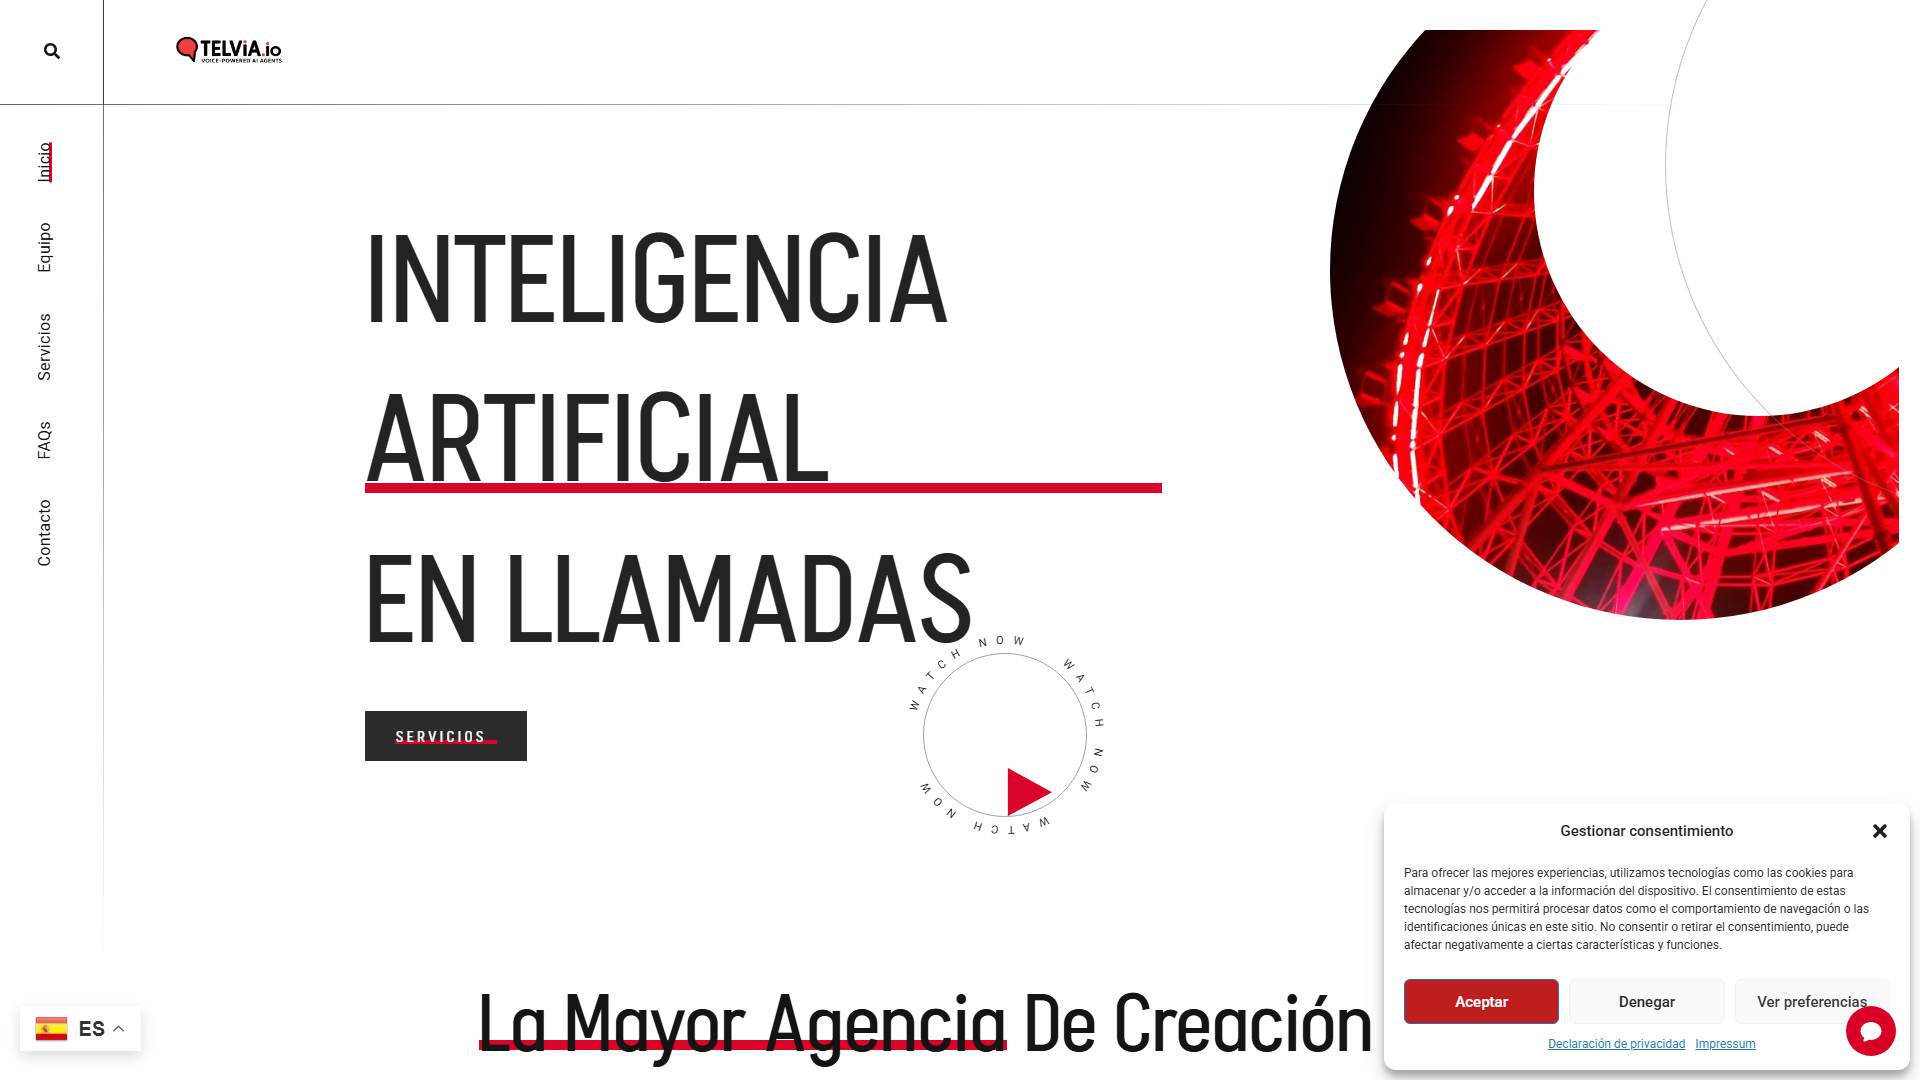 TELViA.io
VOICE-POWERED AI AGENTS
Inicio
Equipo
Servicios
FAQs
Contacto
INTELIGENCIA
ARTIFICIAL
EN LLAMADAS
SERVICIOS
WATCH NOW WATCH NOW WATCH NOW
La Mayor Agencia De Creación
Gestionar consentimiento
Para ofrecer las mejores experiencias, utilizamos tecnologías como las cookies para
almacenar y/o acceder a la información del dispositivo. El consentimiento de estas
tecnologías nos permitirá procesar datos como el comportamiento de navegación o las
identificaciones únicas en este sitio. No consentir o retirar el consentimiento, puede
afectar negativamente a ciertas características y funciones.
Aceptar
Denegar
Ver preferencias
Declaración de privacidad
Impressum
ES